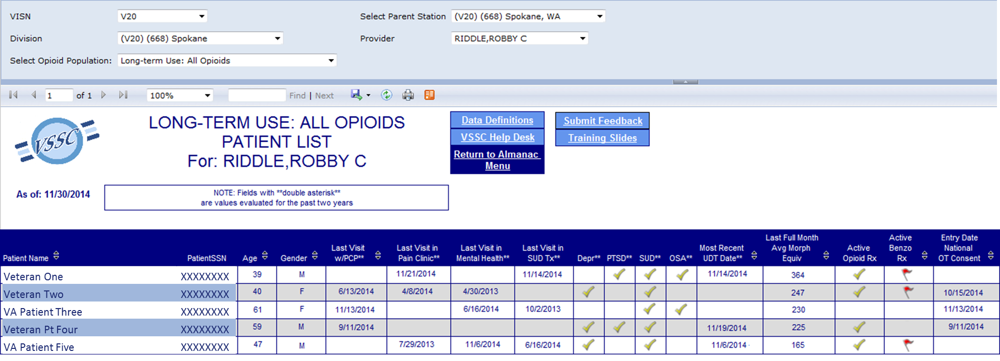 VISN V20 Select Parent Station (V20) (668) Spokane, WA
Division (V20) (668) Spokane Provider RIDDLE,ROBBY C
Select Opioid Population: Long-term Use: All Opioids
1 of 1 100% Find | Next
VSSC
LONG-TERM USE: ALL OPIOIDS
PATIENT LIST
For: RIDDLE,ROBBY C
Data Definitions
VSSC Help Desk
Return to Almanac
Menu
Submit Feedback
Training Slides
As of: 11/30/2014
NOTE: Fields with **double asterisk**
are values evaluated for the past two years
Patient Name PatientSSN Age Gender Last Visit w/PCP** Last Visit in Pain Clinic** Last Visit in Mental Health** Last Visit in SUD Tx** Depr** PTSD** SUD** OSA** Most Recent UDT Date** Last Full Month Avg Morph Equiv Active Opioid Rx Active Benzo Rx Entry Date National OT Consent
Veteran One XXXXXXXX 39 M 11/21/2014 11/14/2014 11/14/2014 364
Veteran Two XXXXXXXX 40 F 6/13/2014 4/8/2014 4/30/2013 247 10/15/2014
VA Patient Three XXXXXXXX 61 F 11/13/2014 6/16/2014 10/2/2013 230 11/13/2014
Veteran Pt Four XXXXXXXX 59 M 9/11/2014 11/19/2014 225 9/11/2014
VA Patient Five XXXXXXXX 47 M 7/29/2013 11/6/2014 6/16/2014 11/6/2014 165